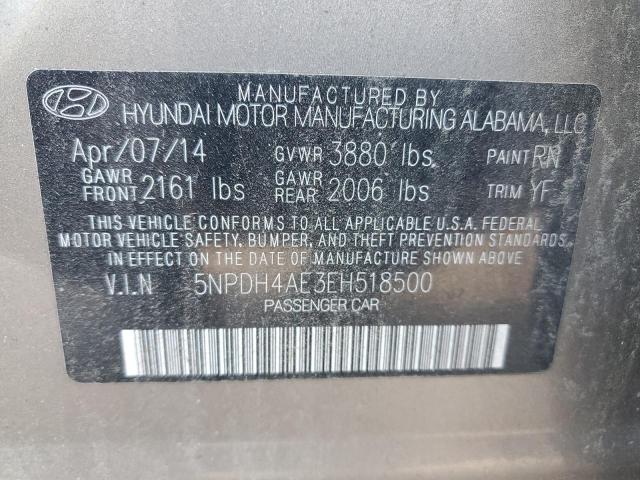 MANUFACTURED BY
HYUNDAI MOTOR MANUFACTURING ALABAMA, LLC
Apr/07/14 GVWR 3880 lbs PAINT RN
GAWR FRONT 2161 lbs GAWR REAR 2006 lbs TRIM YF
THIS VEHICLE CONFORMS TO ALL APPLICABLE U.S.A. FEDERAL
MOTOR VEHICLE SAFETY, BUMPER, AND THEFT PREVENTION STANDARDS
IN EFFECT ON THE DATE OF MANUFACTURE SHOWN ABOVE.
V.I.N 5NPDH4AE3EH518500
PASSENGER CAR